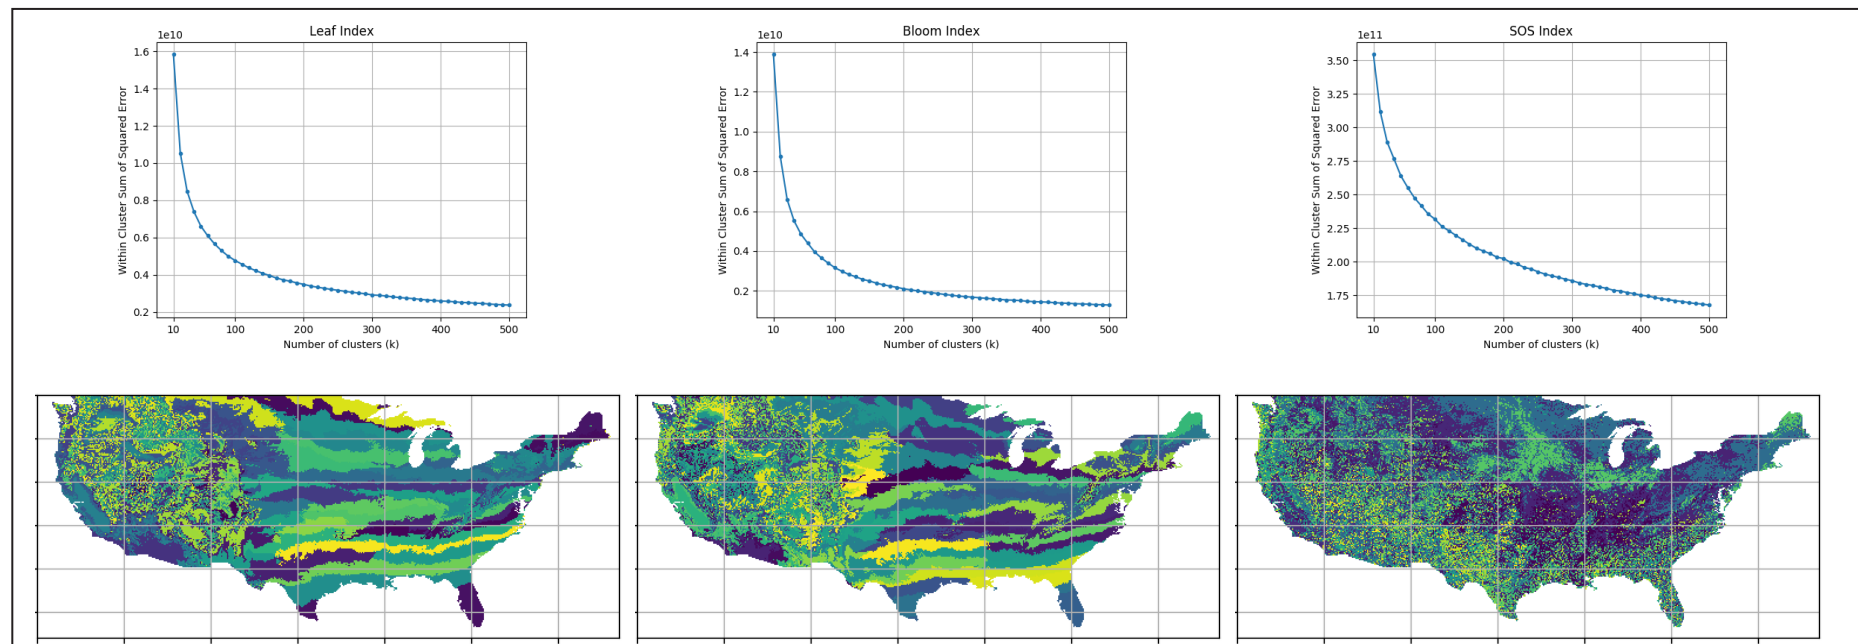 Leaf Index
1e10
1.6
1.4
1.2
1.0
0.8
0.6
0.4
0.2
Within Cluster Sum of Squared Error
10 100 200 300 400 500
Number of clusters (k)
Bloom Index
1e10
1.4
1.2
1.0
0.8
0.6
0.4
0.2
Within Cluster Sum of Squared Error
10 100 200 300 400 500
Number of clusters (k)
SOS Index
1e11
3.50
3.25
3.00
2.75
2.50
2.25
2.00
1.75
Within Cluster Sum of Squared Error
10 100 200 300 400 500
Number of clusters (k)